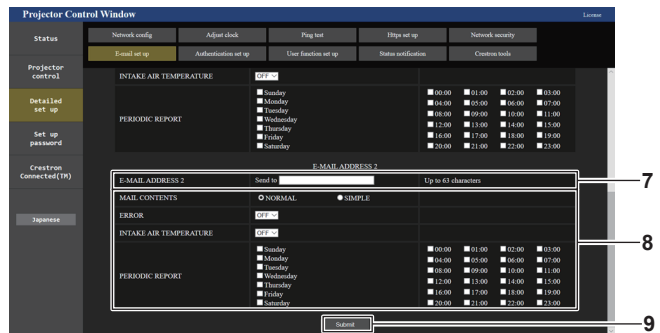 Projector Control Window
License
Status
Network config Adjust clock Ping test Https set up Network security
E-mail set up Authentication set up User function set up Status notification Crestron tools
Projector control
Detailed set up
Set up password
Crestron Connected(TM)
Japanese
INTAKE AIR TEMPERATURE OFF
PERIODIC REPORT
Sunday
Monday
Tuesday
Wednesday
Thursday
Friday
Saturday
00:00 01:00 02:00 03:00
04:00 05:00 06:00 07:00
08:00 09:00 10:00 11:00
12:00 13:00 14:00 15:00
16:00 17:00 18:00 19:00
20:00 21:00 22:00 23:00
E-MAIL ADDRESS 2
E-MAIL ADDRESS 2 Send to Up to 63 characters
7
MAIL CONTENTS NORMAL SIMPLE
ERROR OFF
INTAKE AIR TEMPERATURE OFF
8
PERIODIC REPORT
Sunday
Monday
Tuesday
Wednesday
Thursday
Friday
Saturday
00:00 01:00 02:00 03:00
04:00 05:00 06:00 07:00
08:00 09:00 10:00 11:00
12:00 13:00 14:00 15:00
16:00 17:00 18:00 19:00
20:00 21:00 22:00 23:00
Submit
9